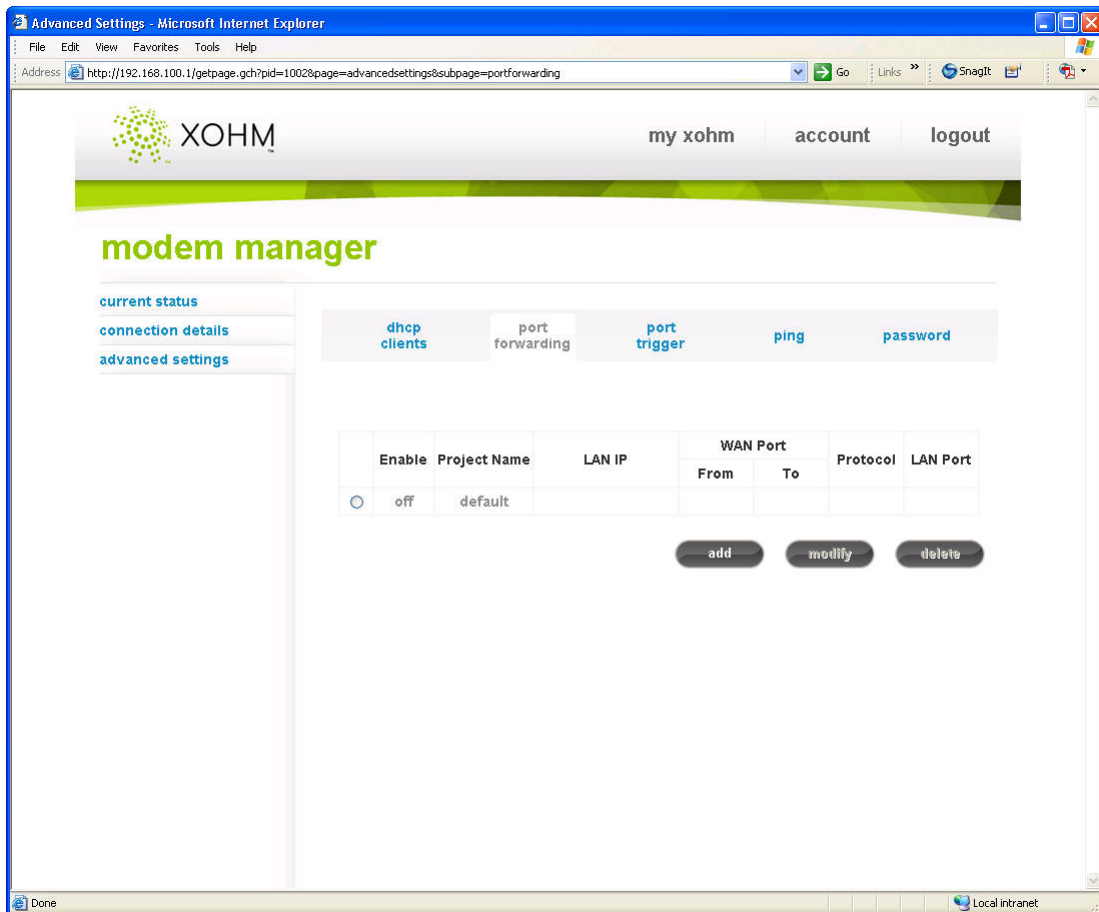 Advanced Settings - Microsoft Internet Explorer
File Edit View Favorites Tools Help
Address http://192.168.100.1/getpage.gch?pid=1002&page=advancedsettings&subpage=portforwarding Go Links » SnagIt
XOHM™
my xohm account logout
modem manager
current status
connection details
advanced settings
dhcp clients
port forwarding
port trigger
ping
password
Enable Project Name LAN IP WAN Port Protocol LAN Port
From To
off default
add modify delete
Done Local intranet